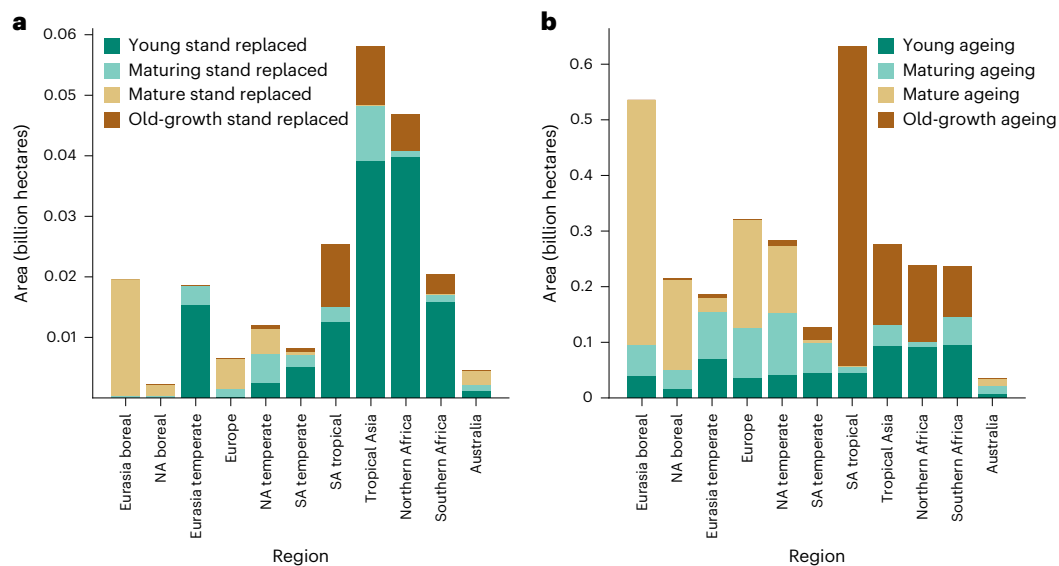 a
Area (billion hectares)
0.06
0.05
0.04
0.03
0.02
0.01
Young stand replaced
Maturing stand replaced
Mature stand replaced
Old-growth stand replaced
Eurasia boreal
NA boreal
Eurasia temperate
Europe
NA temperate
SA temperate
SA tropical
Tropical Asia
Northern Africa
Southern Africa
Australia
Region
b
Area (billion hectares)
0.6
0.5
0.4
0.3
0.2
0.1
0
Young ageing
Maturing ageing
Mature ageing
Old-growth ageing
Eurasia boreal
NA boreal
Eurasia temperate
Europe
NA temperate
SA temperate
SA tropical
Tropical Asia
Northern Africa
Southern Africa
Australia
Region